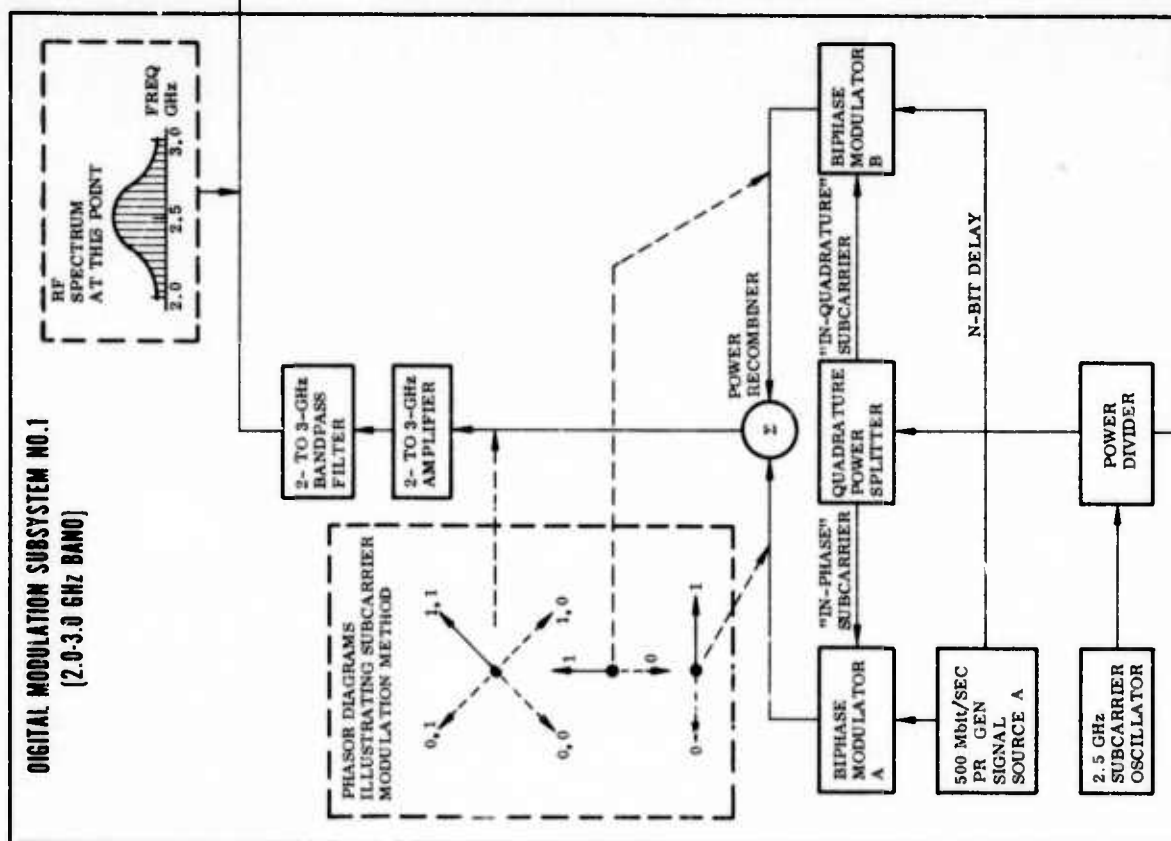 DIGITAL MODULATION SUBSYSTEM NO.1
(2.0-3.0 GHz BAND)
RF
SPECTRUM
AT THIS POINT
2.0
2.5
3.0
FREQ
GHz
2- TO 3-GHz
BANDPASS
FILTER
2- TO 3-GHz
AMPLIFIER
PHASOR DIAGRAMS
ILLUSTRATING SUBCARRIER
MODULATION METHOD
0,1
1,1
0,0
1,0
1
0
0
1
POWER
RECOMBINER
Σ
BIPHASE
MODULATOR
A
"IN-PHASE"
SUBCARRIER
QUADRATURE
POWER
SPLITTER
"IN-QUADRATURE"
SUBCARRIER
BIPHASE
MODULATOR
B
500 Mbit/SEC
PR GEN
SIGNAL
SOURCE A
N-BIT DELAY
2.5 GHz
SUBCARRIER
OSCILLATOR
POWER
DIVIDER